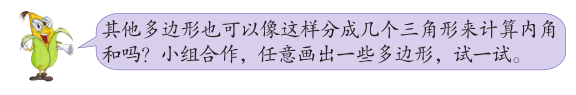 其他多边形也可以像这样分成几个三角形来计算内角
和吗？小组合作，任意画出一些多边形，试一试。